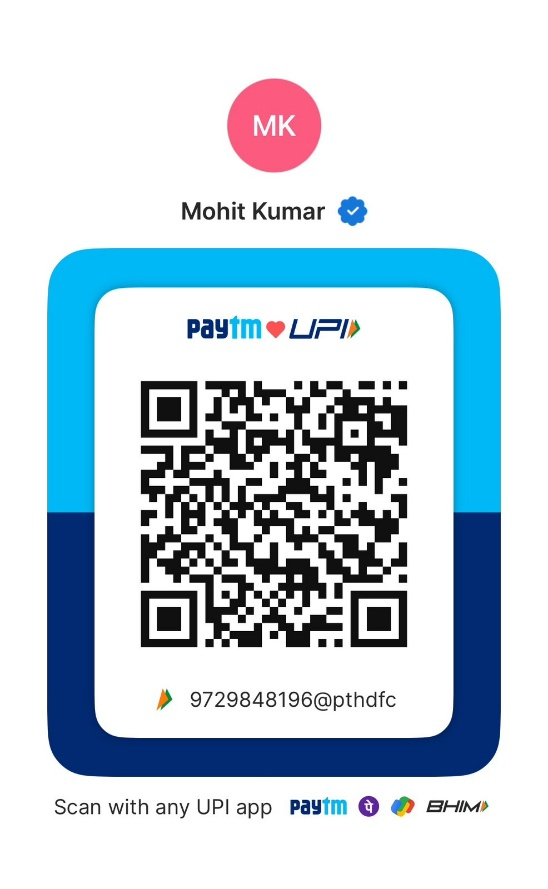 MK
Mohit Kumar
paytm UPI
9729848196@pthdfc
Scan with any UPI app paytm पे BHIM